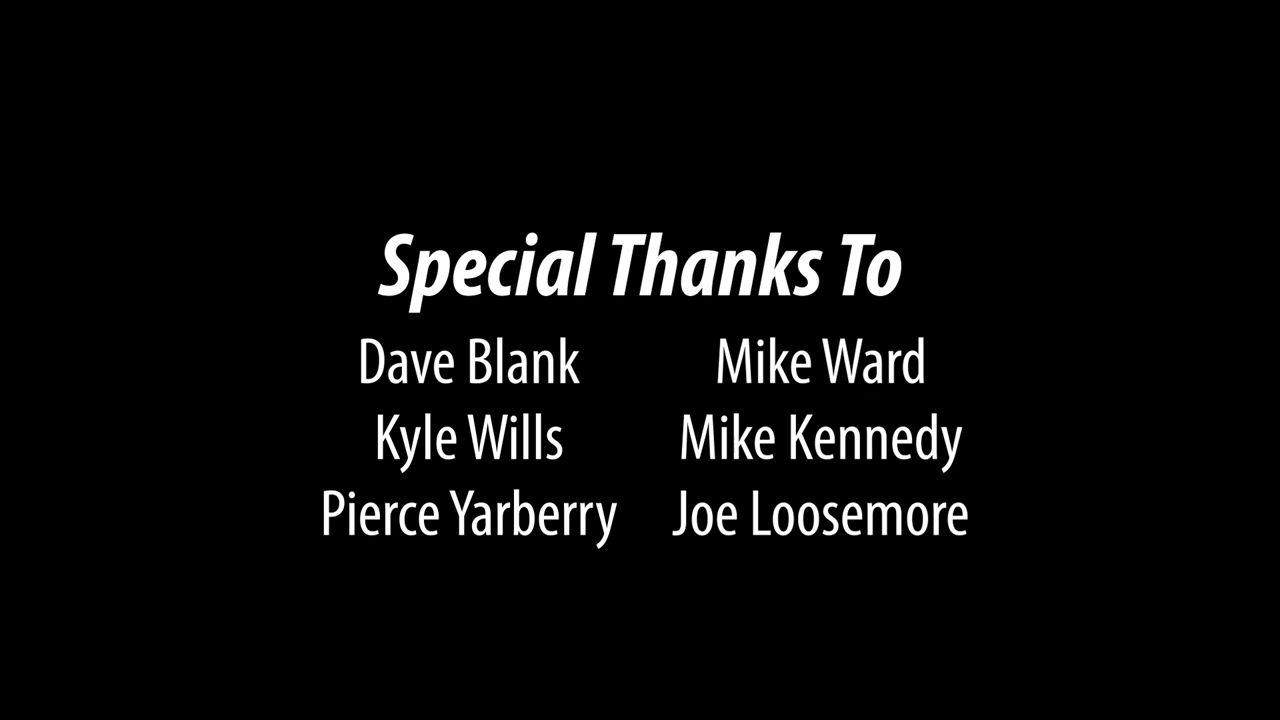 Special Thanks To
Dave Blank Mike Ward
Kyle Wills Mike Kennedy
Pierce Yarberry Joe Loosemore